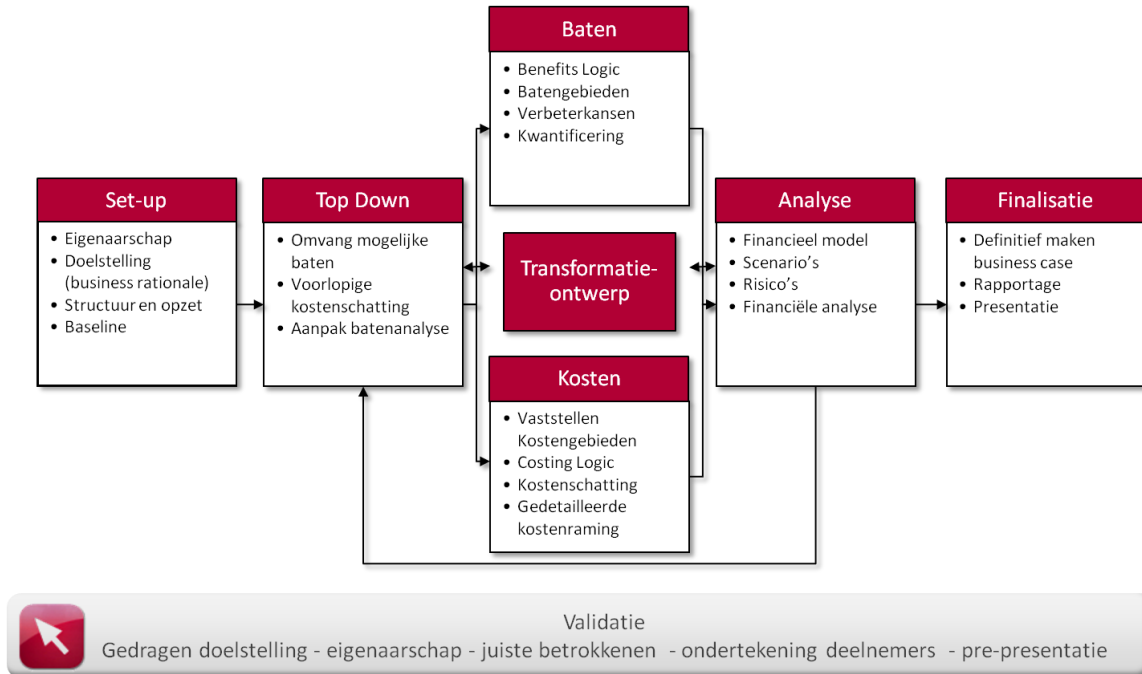 Baten
• Benefits Logic
• Batengebieden
• Verbeterkansen
• Kwantificering
Set-up
• Eigenaarschap
• Doelstelling
(business rationale)
• Structuur en opzet
• Baseline
Top Down
• Omvang mogelijke
baten
• Voorlopige
kostenschatting
• Aanpak batenanalyse
Transformatie-
ontwerp
Kosten
• Vaststellen
Kostengebieden
• Costing Logic
• Kostenschatting
• Gedetailleerde
kostenraming
Analyse
• Financieel model
• Scenario’s
• Risico’s
• Financiële analyse
Finalisatie
• Definitief maken
business case
• Rapportage
• Presentatie
Validatie
Gedragen doelstelling - eigenaarschap - juiste betrokkenen - ondertekening deelnemers - pre-presentatie